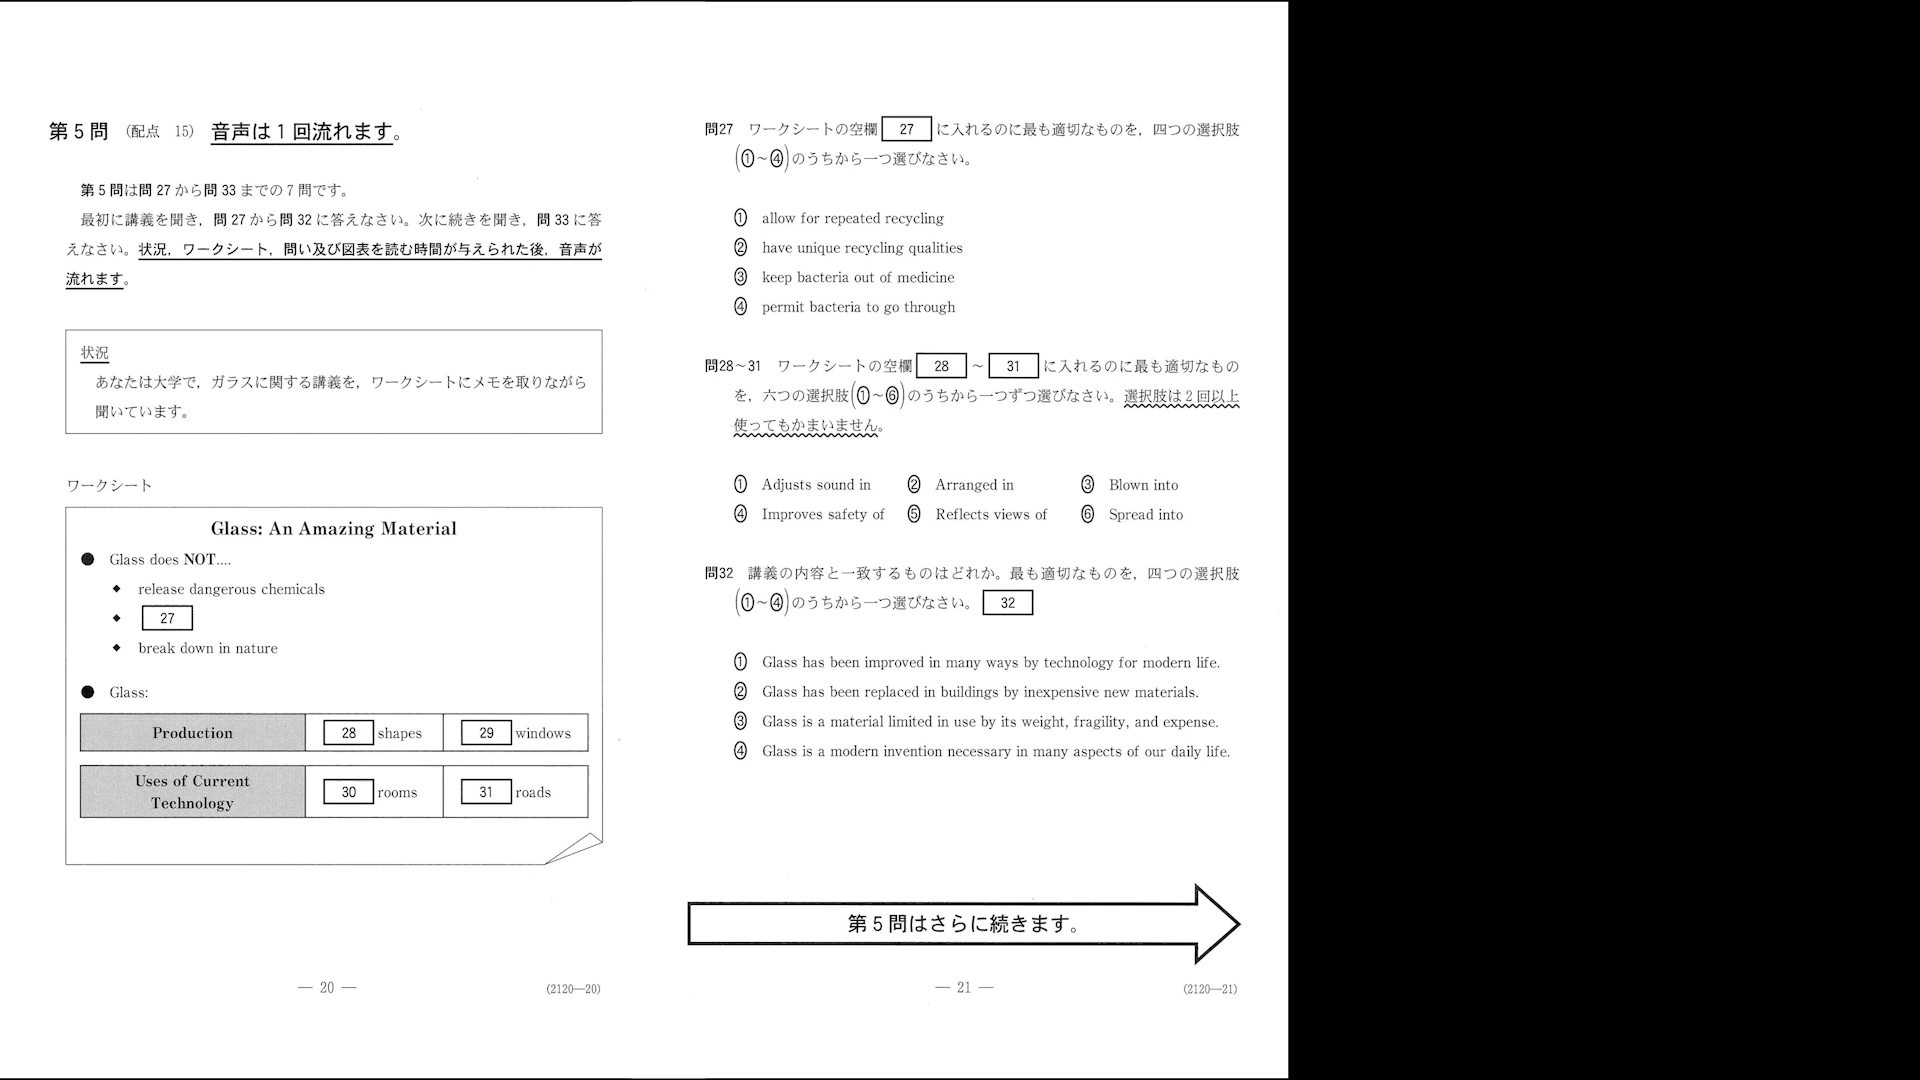 第5問 (配点 15) 音声は1回流れます。
第5問は問27から問33までの7問です。
最初に講義を聞き，問27から問32に答えなさい。次に続きを聞き，問33に答
えなさい。状況，ワークシート，問い及び図表を読む時間が与えられた後，音声が
流れます。
状況
あなたは大学で，ガラスに関する講義を，ワークシートにメモを取りながら
聞いています。
ワークシート
Glass: An Amazing Material
● Glass does NOT....
◆ release dangerous chemicals
◆ 27
◆ break down in nature
● Glass:
Production 28 shapes 29 windows
Uses of Current
Technology 30 rooms 31 roads
— 20 — (2120—20)
問27 ワークシートの空欄 27 に入れるのに最も適切なものを，四つの選択肢
(①～④)のうちから一つ選びなさい。
① allow for repeated recycling
② have unique recycling qualities
③ keep bacteria out of medicine
④ permit bacteria to go through
問28～31 ワークシートの空欄 28 ～ 31 に入れるのに最も適切なもの
を，六つの選択肢(①～⑥)のうちから一つずつ選びなさい。選択肢は2回以上
使ってもかまいません。
① Adjusts sound in ② Arranged in ③ Blown into
④ Improves safety of ⑤ Reflects views of ⑥ Spread into
問32 講義の内容と一致するものはどれか。最も適切なものを，四つの選択肢
(①～④)のうちから一つ選びなさい。 32
① Glass has been improved in many ways by technology for modern life.
② Glass has been replaced in buildings by inexpensive new materials.
③ Glass is a material limited in use by its weight, fragility, and expense.
④ Glass is a modern invention necessary in many aspects of our daily life.
第5問はさらに続きます。
— 21 — (2120—21)